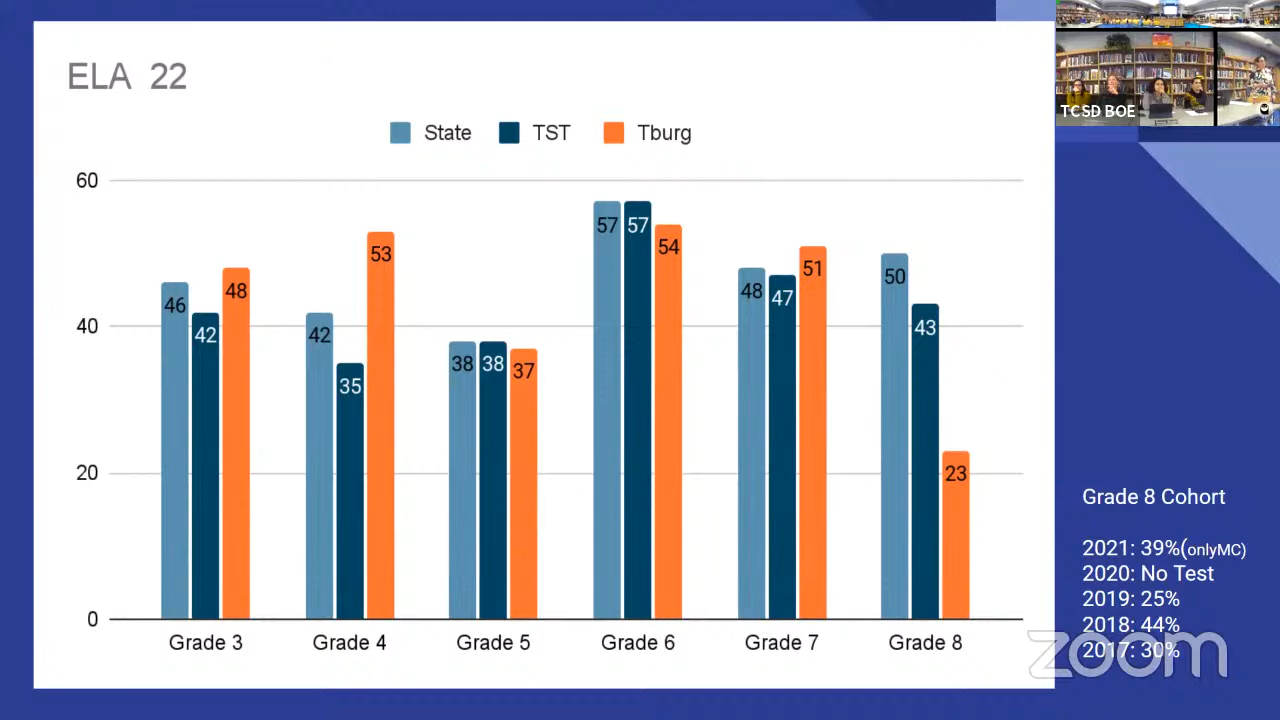 ELA 22
State TST Tburg
60
40
20
0
46 42 48
42 35 53
38 38 37
57 57 54
48 47 51
50 43 23
Grade 3 Grade 4 Grade 5 Grade 6 Grade 7 Grade 8
TCSD BOE
Grade 8 Cohort
2021: 39%(onlyMC)
2020: No Test
2019: 25%
2018: 44%
2017: 30%
zoom